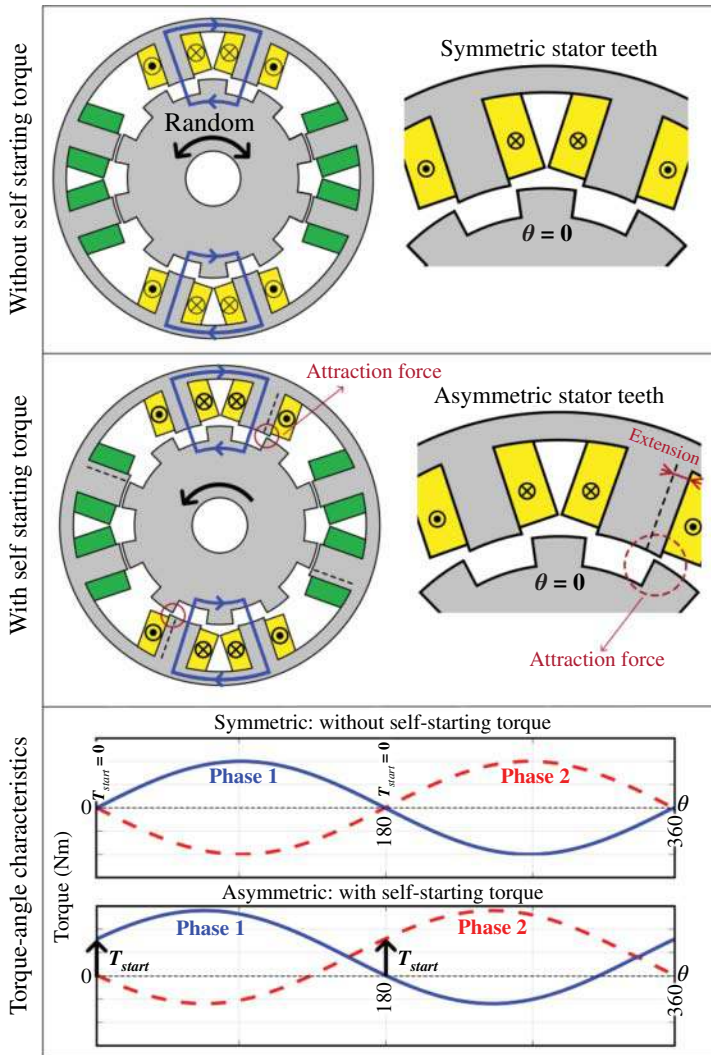 Without self starting torque
Random
Symmetric stator teeth
θ = 0
With self starting torque
Attraction force
Asymmetric stator teeth
Extension
θ = 0
Attraction force
Torque-angle characteristics
Torque (Nm)
Symmetric: without self-starting torque
T_start = 0
T_start = 0
Phase 1
Phase 2
0
180
360
θ
Asymmetric: with self-starting torque
Phase 1
Phase 2
T_start
T_start
0
180
360
θ